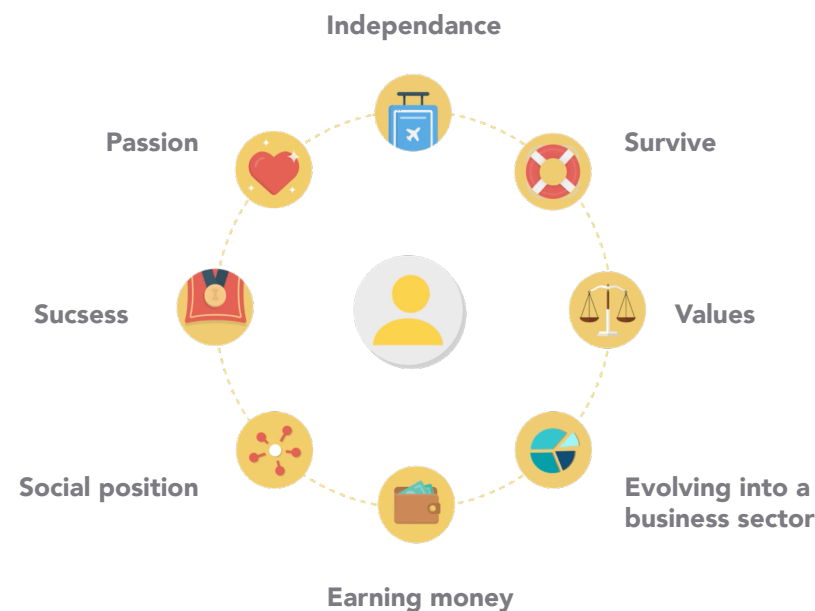 Independance
Passion
Survive
Sucsess
Values
Social position
Evolving into a
business sector
Earning money